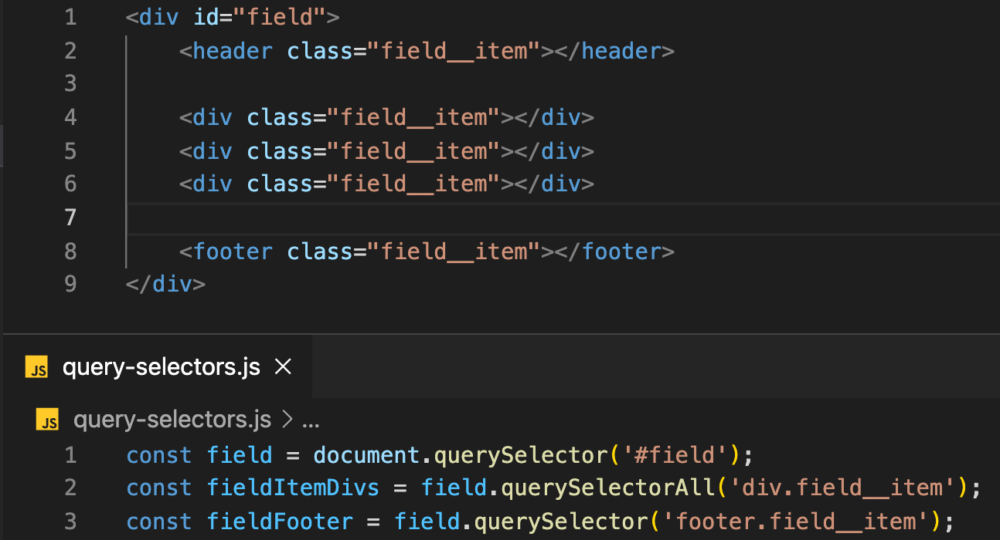 1 <div id="field">
2 <header class="field__item"></header>
3
4 <div class="field__item"></div>
5 <div class="field__item"></div>
6 <div class="field__item"></div>
7
8 <footer class="field__item"></footer>
9 </div>
JS query-selectors.js ×
JS query-selectors.js > ...
1 const field = document.querySelector('#field');
2 const fieldItemDivs = field.querySelectorAll('div.field__item');
3 const fieldFooter = field.querySelector('footer.field__item');